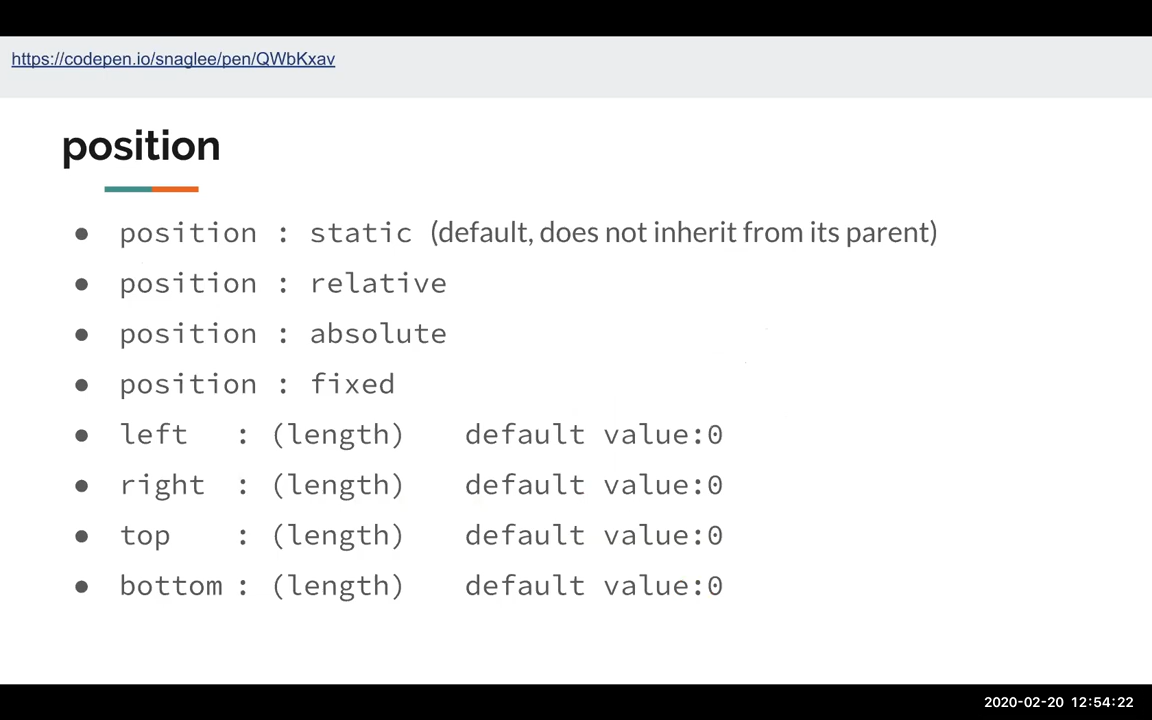 https://codepen.io/snaglee/pen/QWbKxav
position
● position : static (default, does not inherit from its parent)
● position : relative
● position : absolute
● position : fixed
● left : (length) default value:0
● right : (length) default value:0
● top : (length) default value:0
● bottom : (length) default value:0
2020-02-20 12:54:22